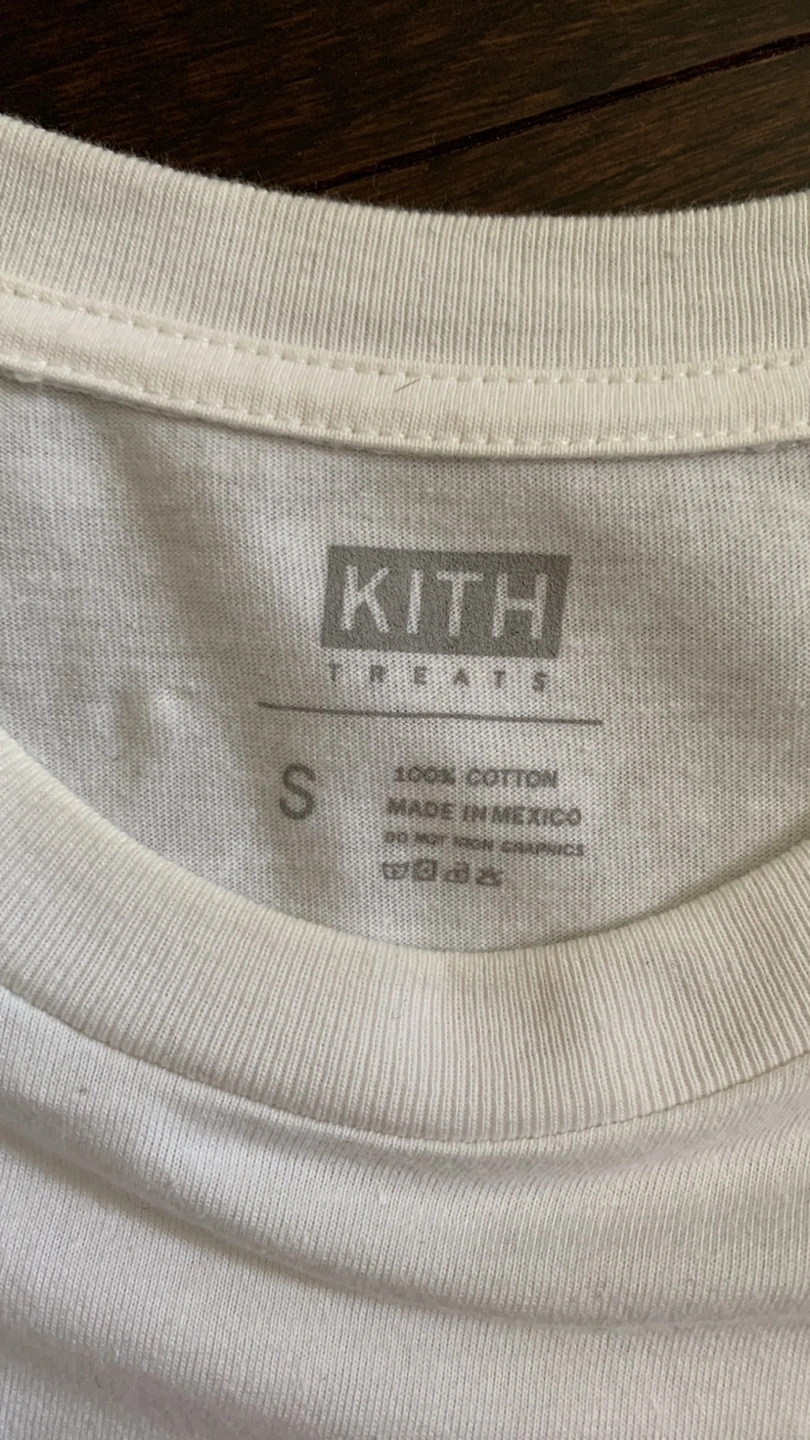 KITH
TREATS
S
100% COTTON
MADE IN MEXICO
DO NOT IRON GRAPHICS